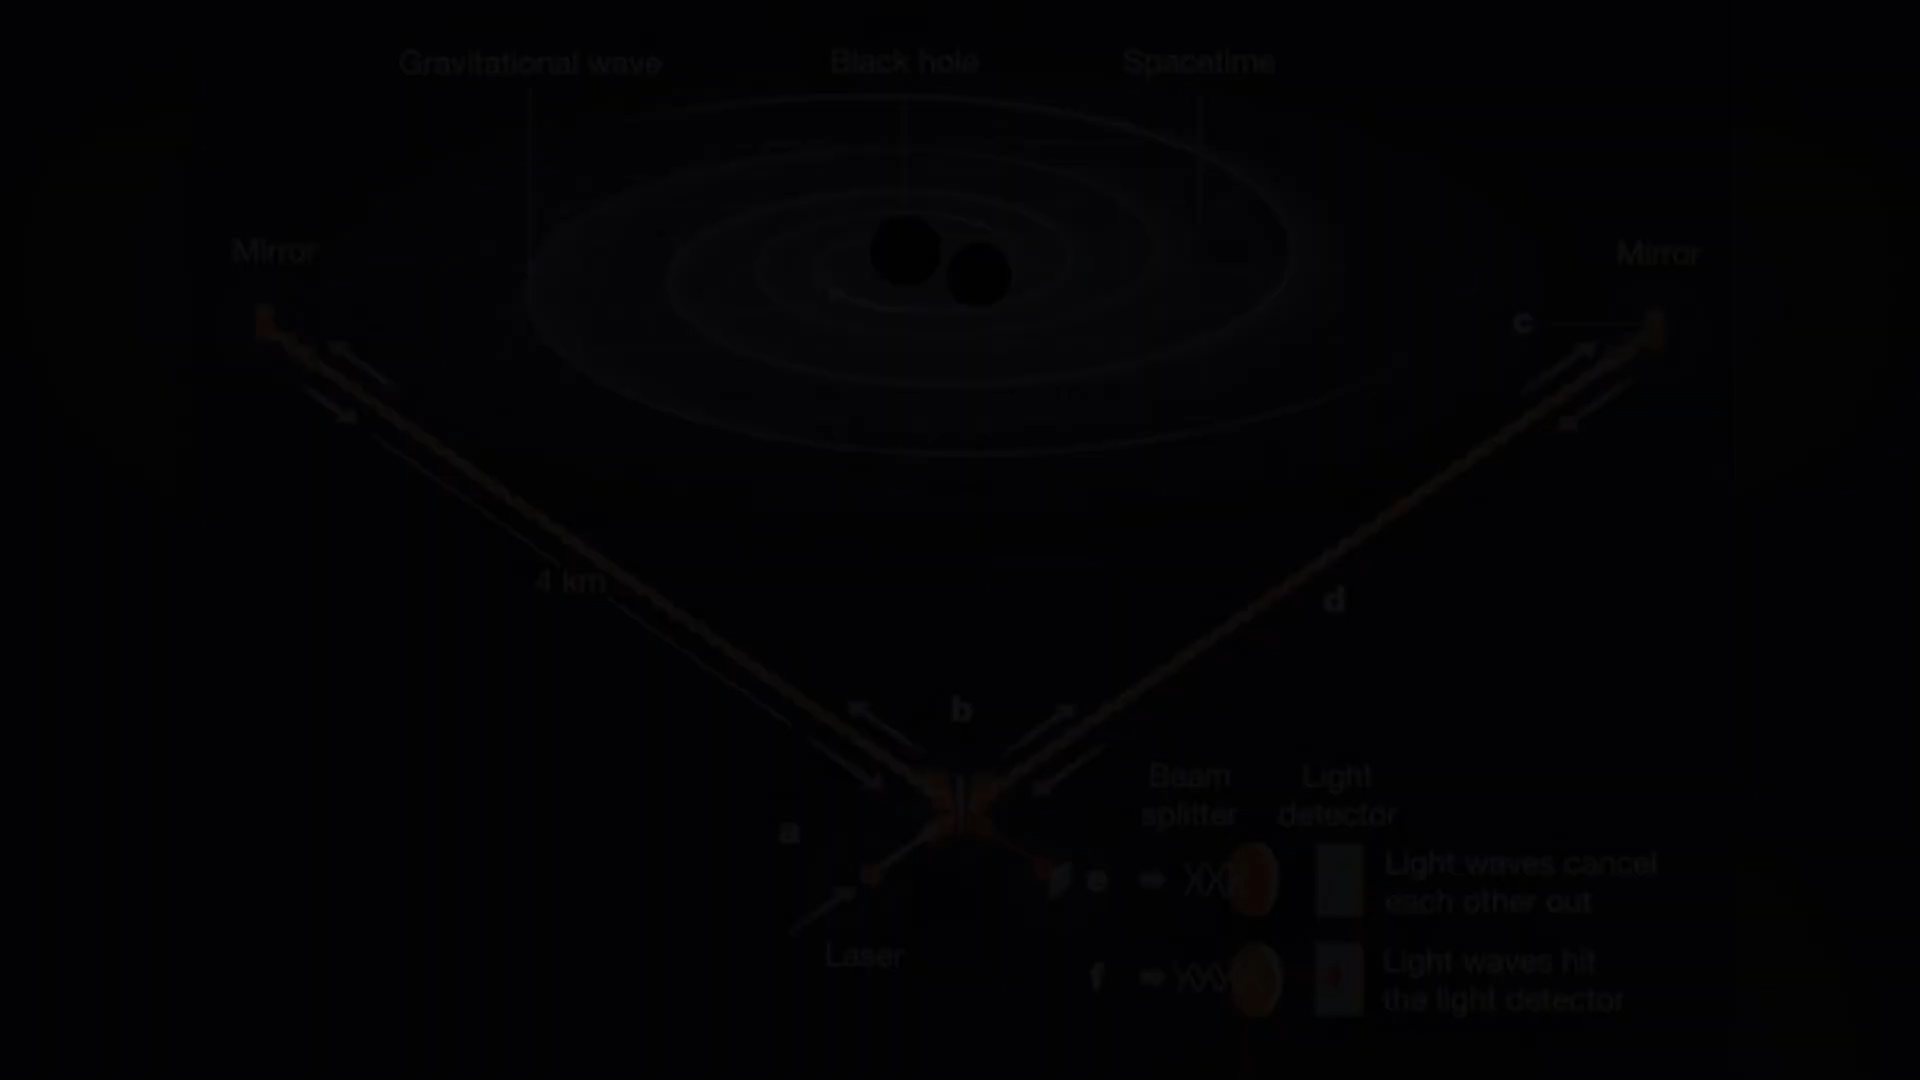 Gravitational wave
Black hole
Spacetime
Mirror
Mirror
c
4 km
d
b
a
Beam
splitter
Light
detector
e
Light waves cancel
each other out
Laser
f
Light waves hit
the light detector